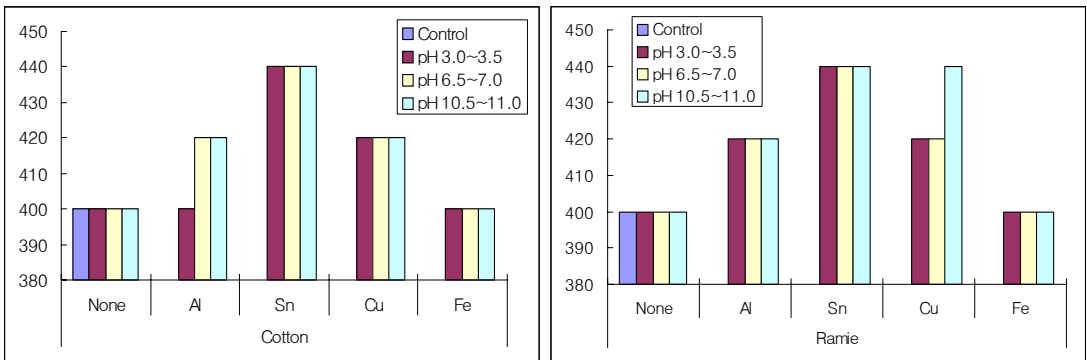 450
440
430
420
410
400
390
380
Control
pH 3.0~3.5
pH 6.5~7.0
pH 10.5~11.0
None Al Sn Cu Fe
Cotton
450
440
430
420
410
400
390
380
Control
pH 3.0~3.5
pH 6.5~7.0
pH 10.5~11.0
None Al Sn Cu Fe
Ramie